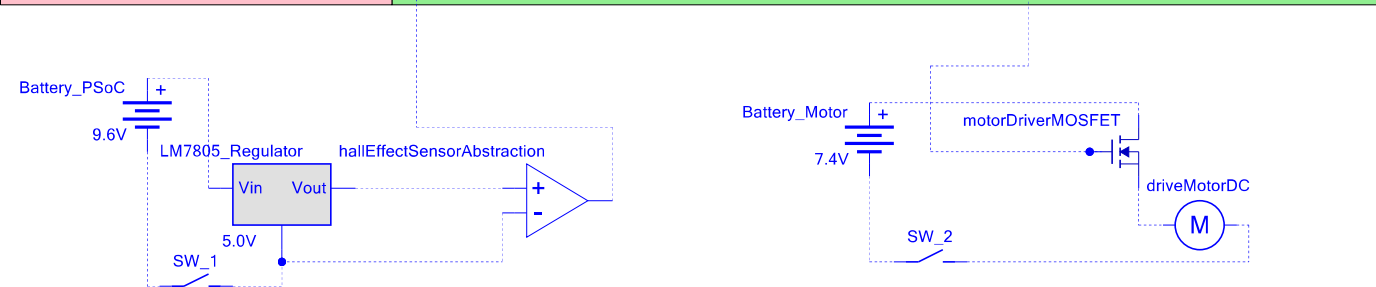 Battery_PSoC
+
9.6V
LM7805_Regulator
Vin
Vout
5.0V
SW_1
hallEffectSensorAbstraction
+
-
Battery_Motor
+
7.4V
motorDriverMOSFET
driveMotorDC
M
SW_2